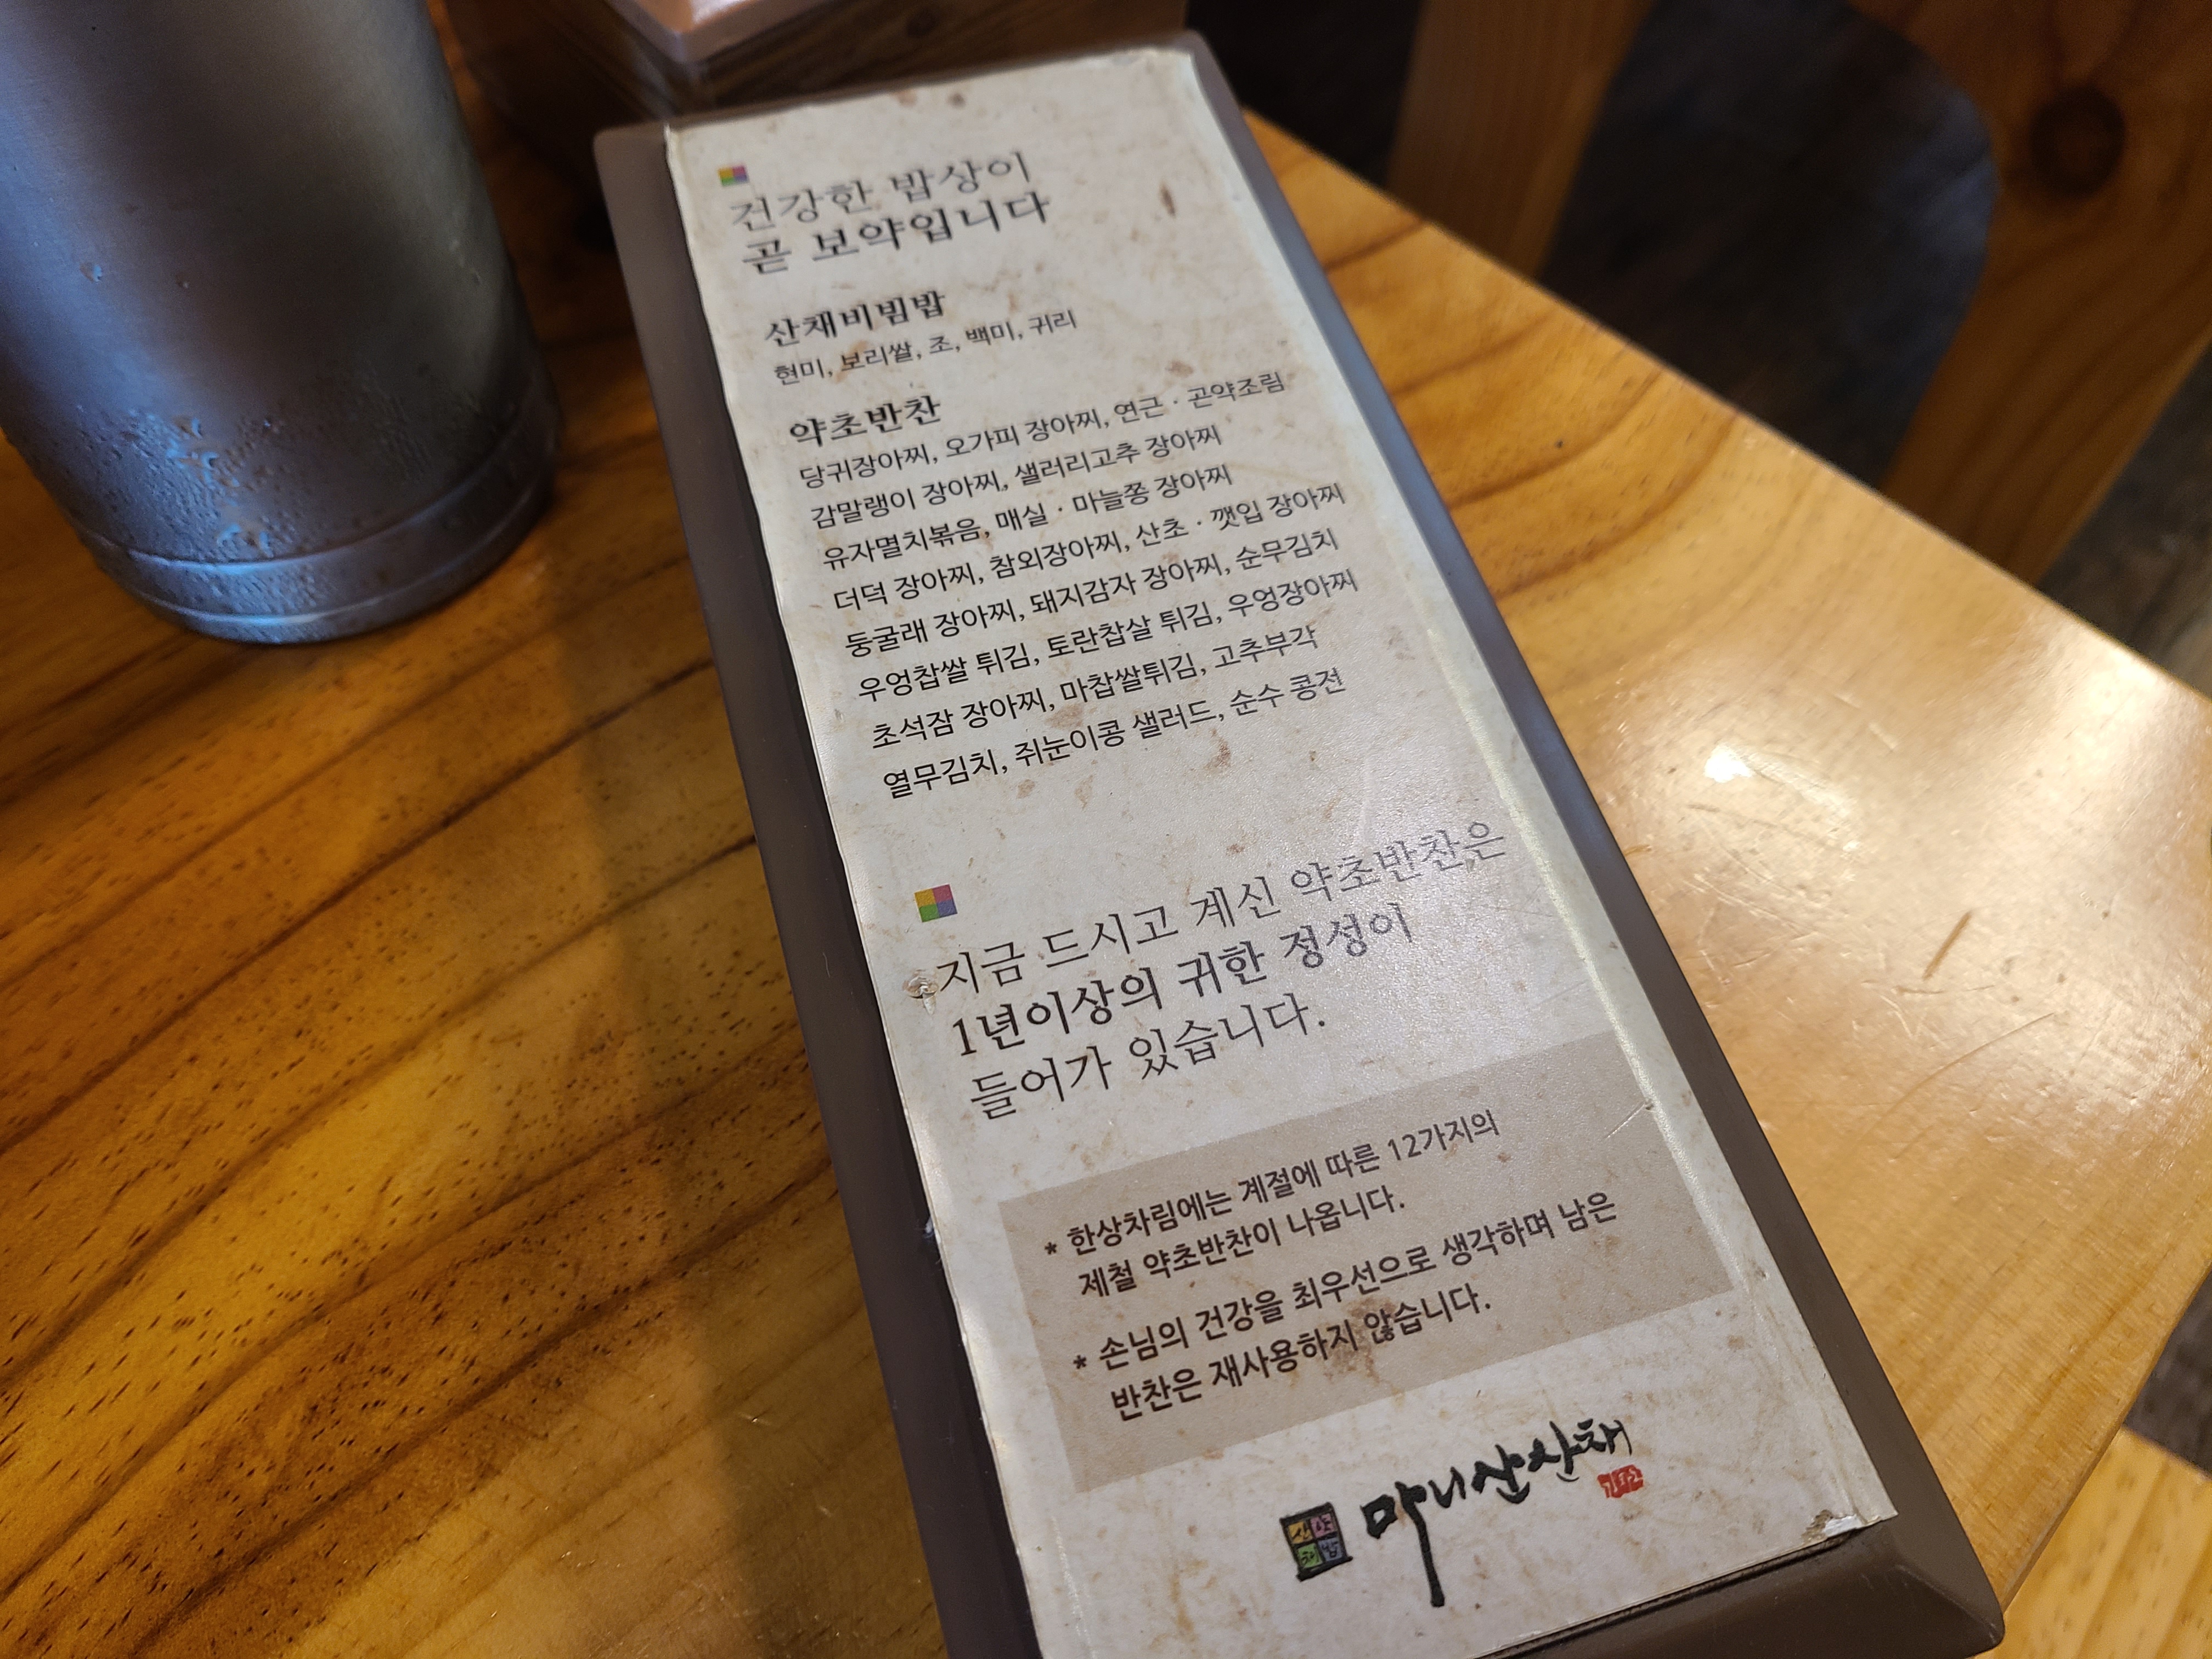 건강한 밥상이
곧 보약입니다
산채비빔밥
현미, 보리쌀, 조, 백미, 귀리
약초반찬
당귀장아찌, 오가피 장아찌, 연근 · 곤약조림
감말랭이 장아찌, 샐러리고추 장아찌
유자멸치볶음, 매실 · 마늘쫑 장아찌
더덕 장아찌, 참외장아찌, 산초 · 깻입 장아찌
둥굴래 장아찌, 돼지감자 장아찌, 순무김치
우엉찹쌀 튀김, 토란찹살 튀김, 우엉장아찌
초석잠 장아찌, 마찹쌀튀김, 고추부각
열무김치, 쥐눈이콩 샐러드, 순수 콩전
지금 드시고 계신 약초반찬은
1년이상의 귀한 정성이
들어가 있습니다.
* 한상차림에는 계절에 따른 12가지의
제철 약초반찬이 나옵니다.
* 손님의 건강을 최우선으로 생각하며 남은
반찬은 재사용하지 않습니다.
마니산산채